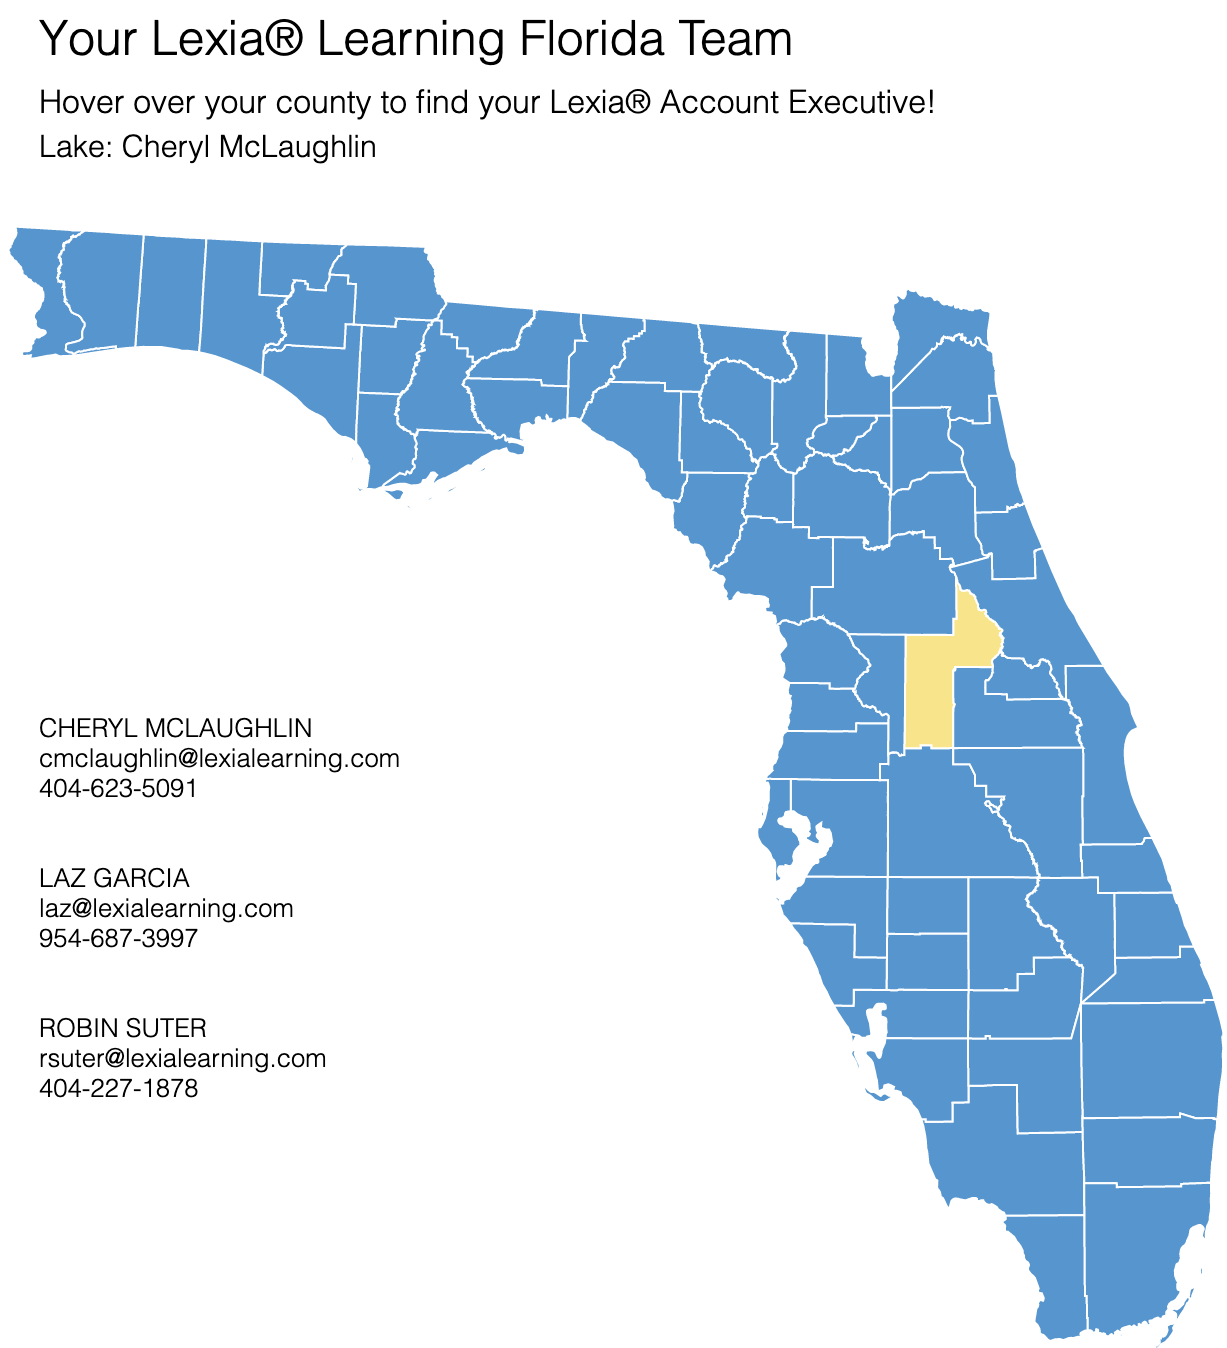 Your Lexia® Learning Florida Team
Hover over your county to find your Lexia® Account Executive!
Lake: Cheryl McLaughlin
CHERYL MCLAUGHLIN
cmclaughlin@lexialearning.com
404-623-5091
LAZ GARCIA
laz@lexialearning.com
954-687-3997
ROBIN SUTER
rsuter@lexialearning.com
404-227-1878